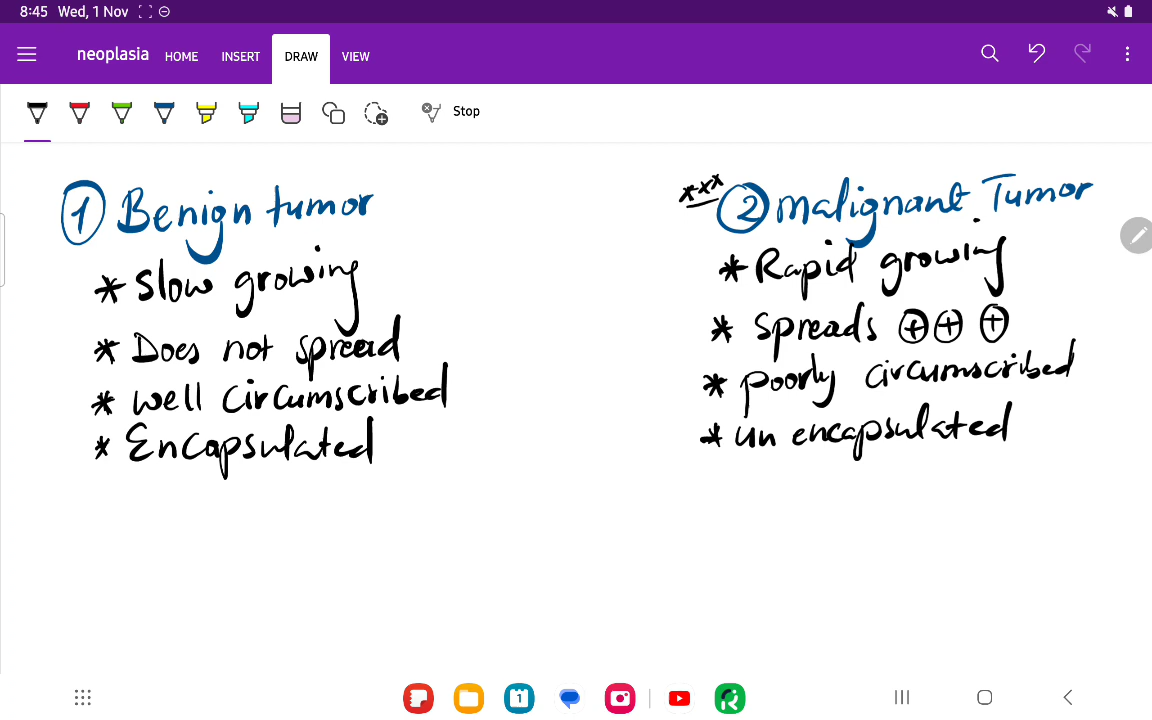 8:45 Wed, 1 Nov
neoplasia HOME INSERT DRAW VIEW
Stop
1 Benign tumor
* Slow growing
* Does not spread
* well circumscribed
* Encapsulated
*** 2 Malignant Tumor
* Rapid growing
* Spreads + + +
* poorly circumscribed
* un encapsulated
1